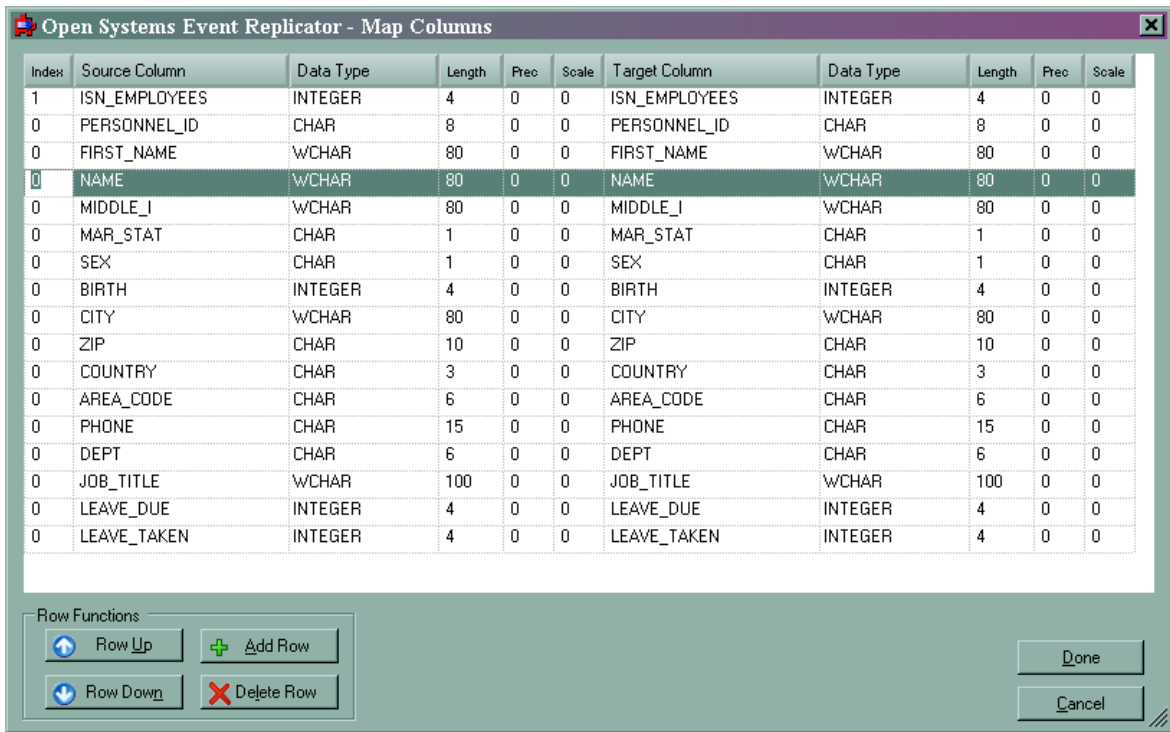 Open Systems Event Replicator - Map Columns
Index Source Column Data Type Length Prec Scale Target Column Data Type Length Prec Scale
1 ISN_EMPLOYEES INTEGER 4 0 0 ISN_EMPLOYEES INTEGER 4 0 0
0 PERSONNEL_ID CHAR 8 0 0 PERSONNEL_ID CHAR 8 0 0
0 FIRST_NAME WCHAR 80 0 0 FIRST_NAME WCHAR 80 0 0
0 NAME WCHAR 80 0 0 NAME WCHAR 80 0 0
0 MIDDLE_I WCHAR 80 0 0 MIDDLE_I WCHAR 80 0 0
0 MAR_STAT CHAR 1 0 0 MAR_STAT CHAR 1 0 0
0 SEX CHAR 1 0 0 SEX CHAR 1 0 0
0 BIRTH INTEGER 4 0 0 BIRTH INTEGER 4 0 0
0 CITY WCHAR 80 0 0 CITY WCHAR 80 0 0
0 ZIP CHAR 10 0 0 ZIP CHAR 10 0 0
0 COUNTRY CHAR 3 0 0 COUNTRY CHAR 3 0 0
0 AREA_CODE CHAR 6 0 0 AREA_CODE CHAR 6 0 0
0 PHONE CHAR 15 0 0 PHONE CHAR 15 0 0
0 DEPT CHAR 6 0 0 DEPT CHAR 6 0 0
0 JOB_TITLE WCHAR 100 0 0 JOB_TITLE WCHAR 100 0 0
0 LEAVE_DUE INTEGER 4 0 0 LEAVE_DUE INTEGER 4 0 0
0 LEAVE_TAKEN INTEGER 4 0 0 LEAVE_TAKEN INTEGER 4 0 0
Row Functions
Row Up Add Row
Row Down Delete Row
Done
Cancel